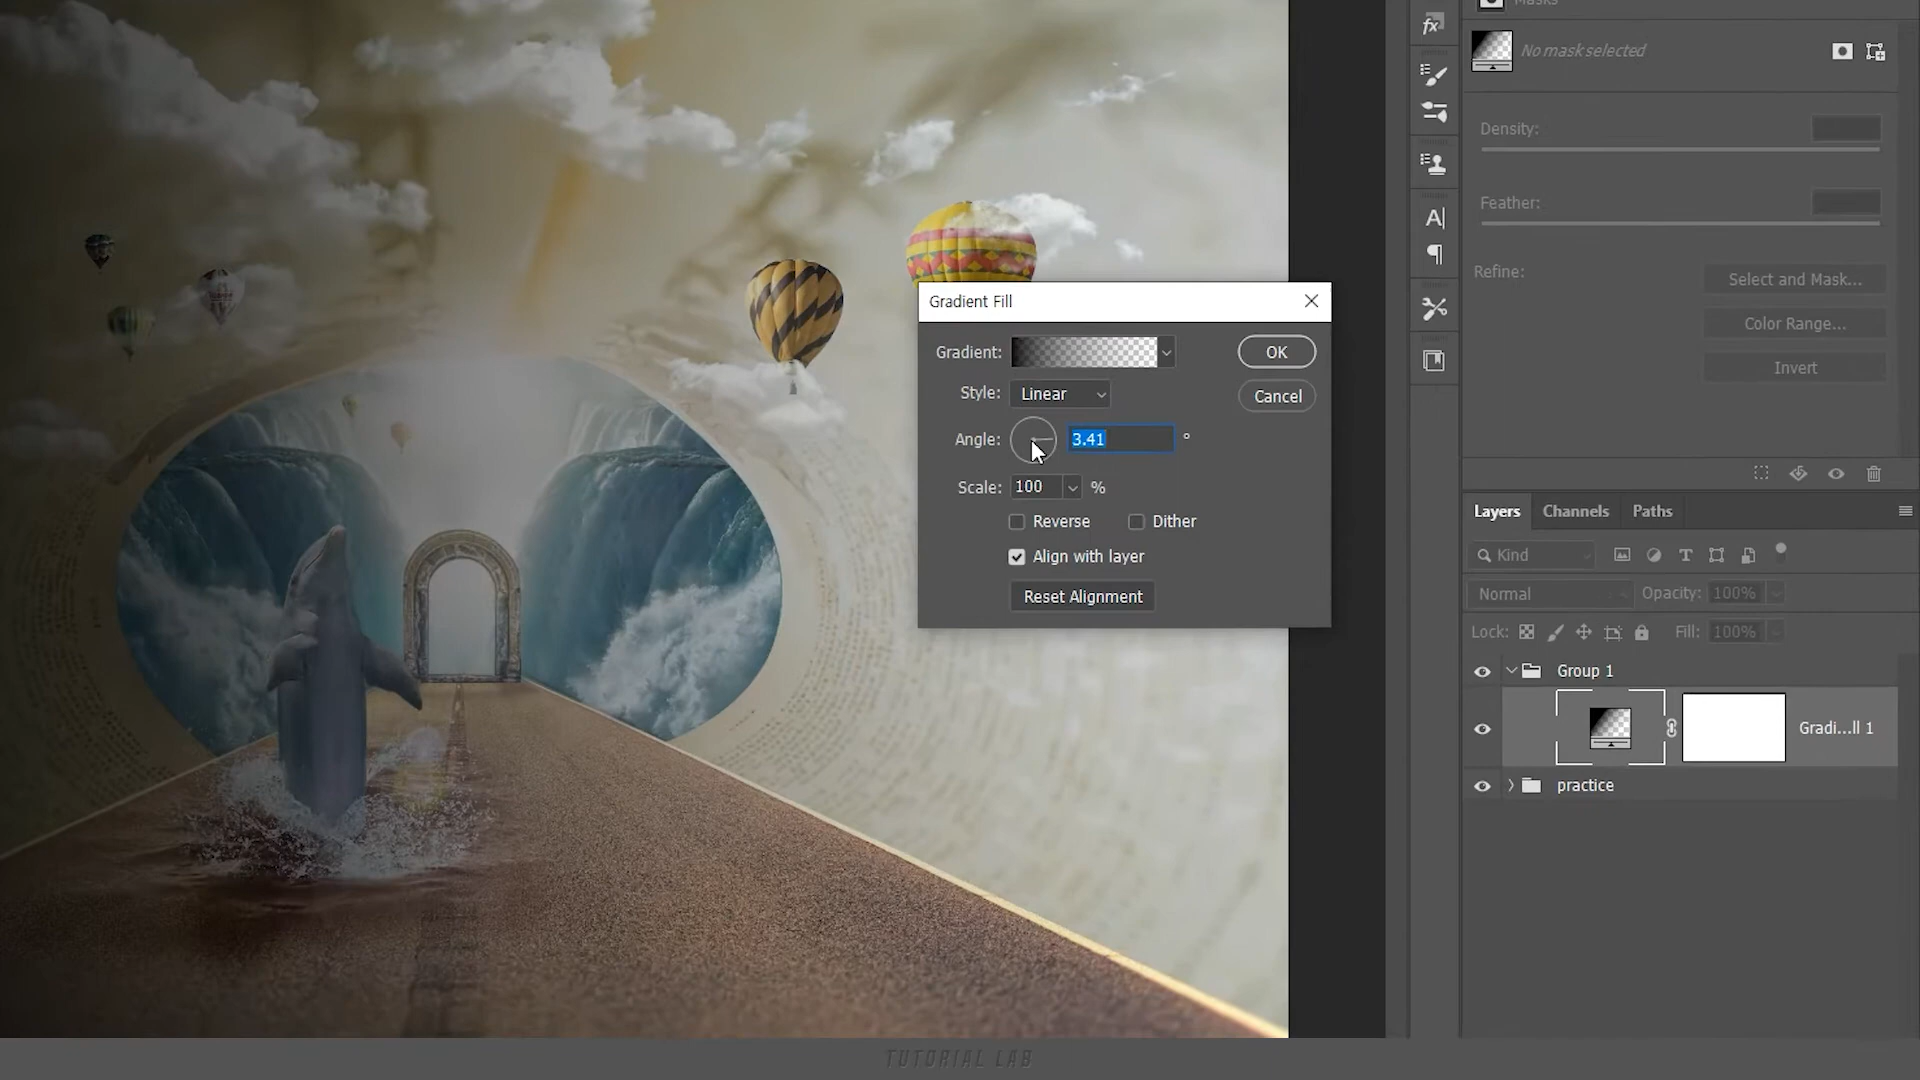 Masks
fx
No mask selected
Density:
A|
Feather:
¶
Refine:
Select and Mask...
Color Range...
Invert
Gradient Fill
Gradient:
OK
Style: Linear
Cancel
Angle: 3.41 °
Scale: 100 %
Reverse
Dither
Align with layer
Reset Alignment
Layers
Channels
Paths
Kind
T
Normal
Opacity: 100%
Lock:
Fill: 100%
Group 1
Gradi...ll 1
practice
TUTORIAL LAB